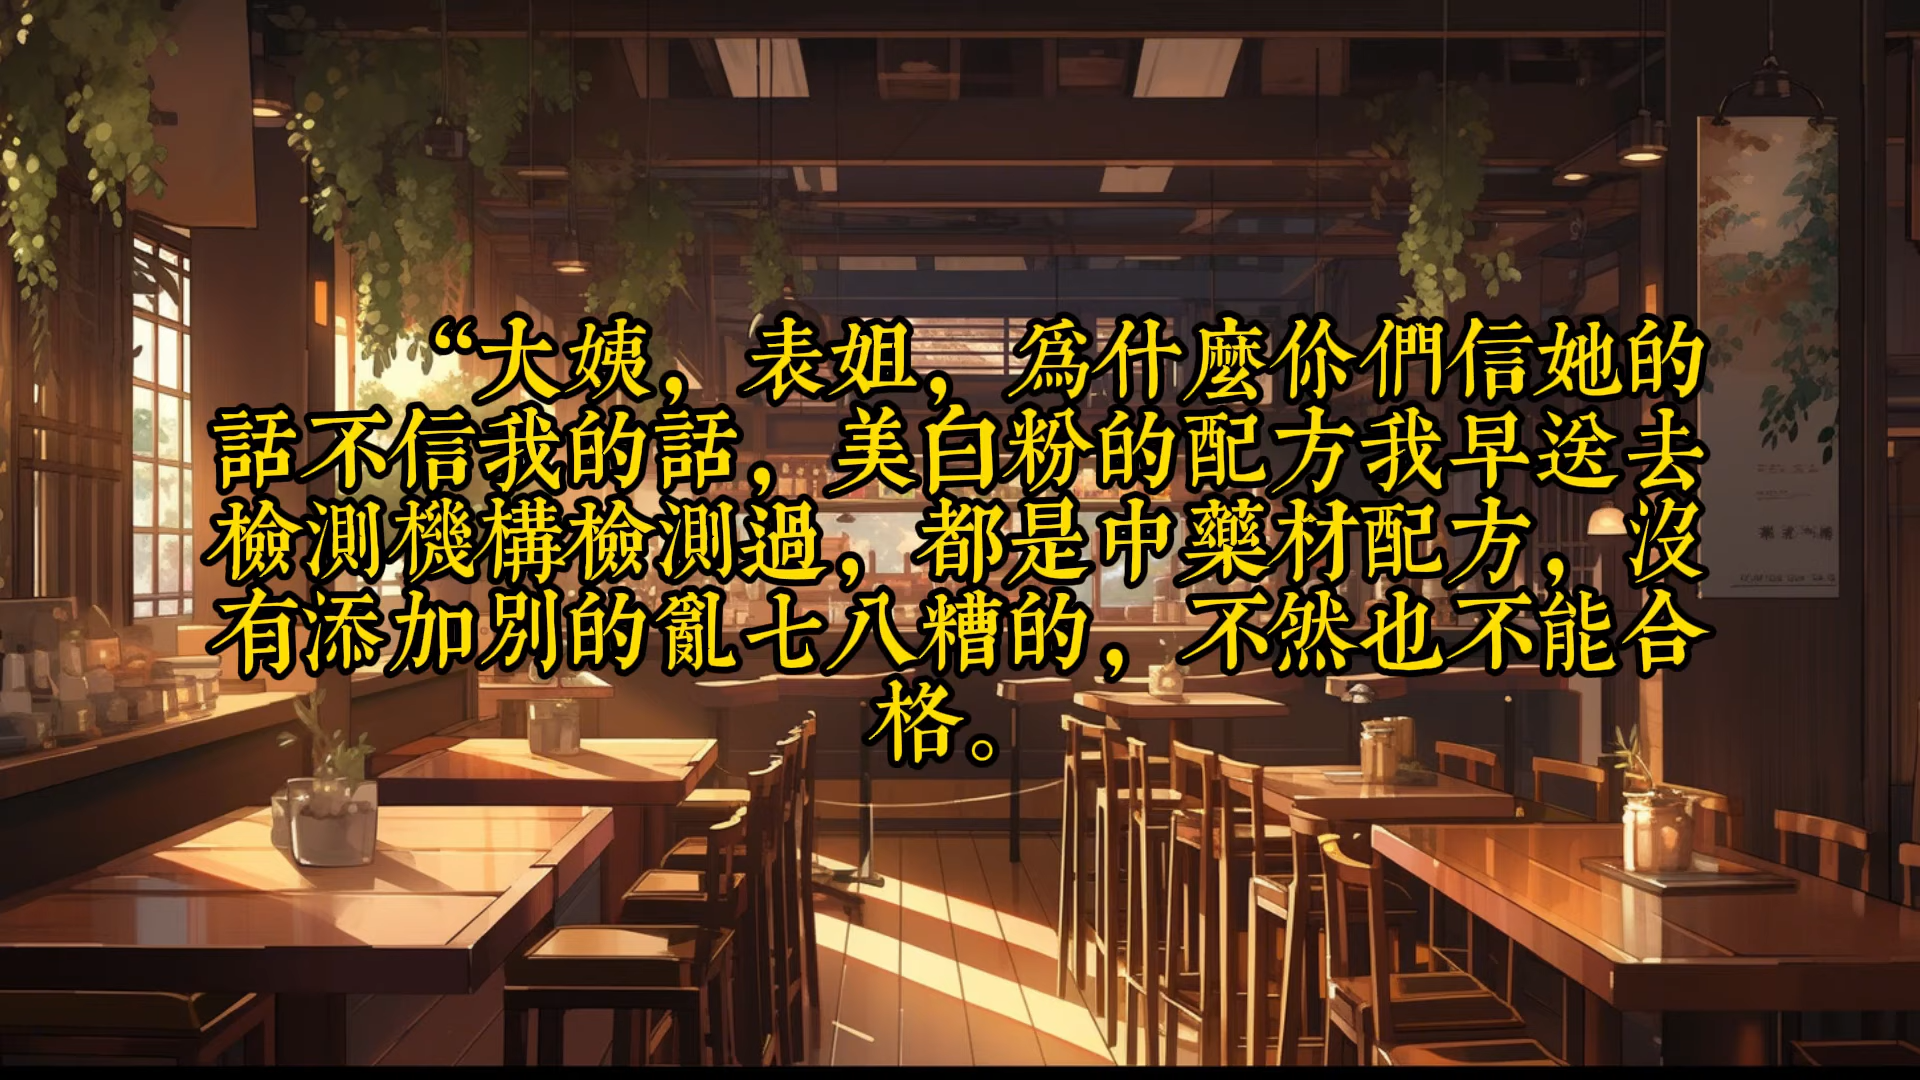 “大姨，表姐，爲什麼你們信她的
話不信我的話，美白粉的配方我早送去
檢測機構檢測過，都是中藥材配方，沒
有添加別的亂七八糟的，不然也不能合
格。